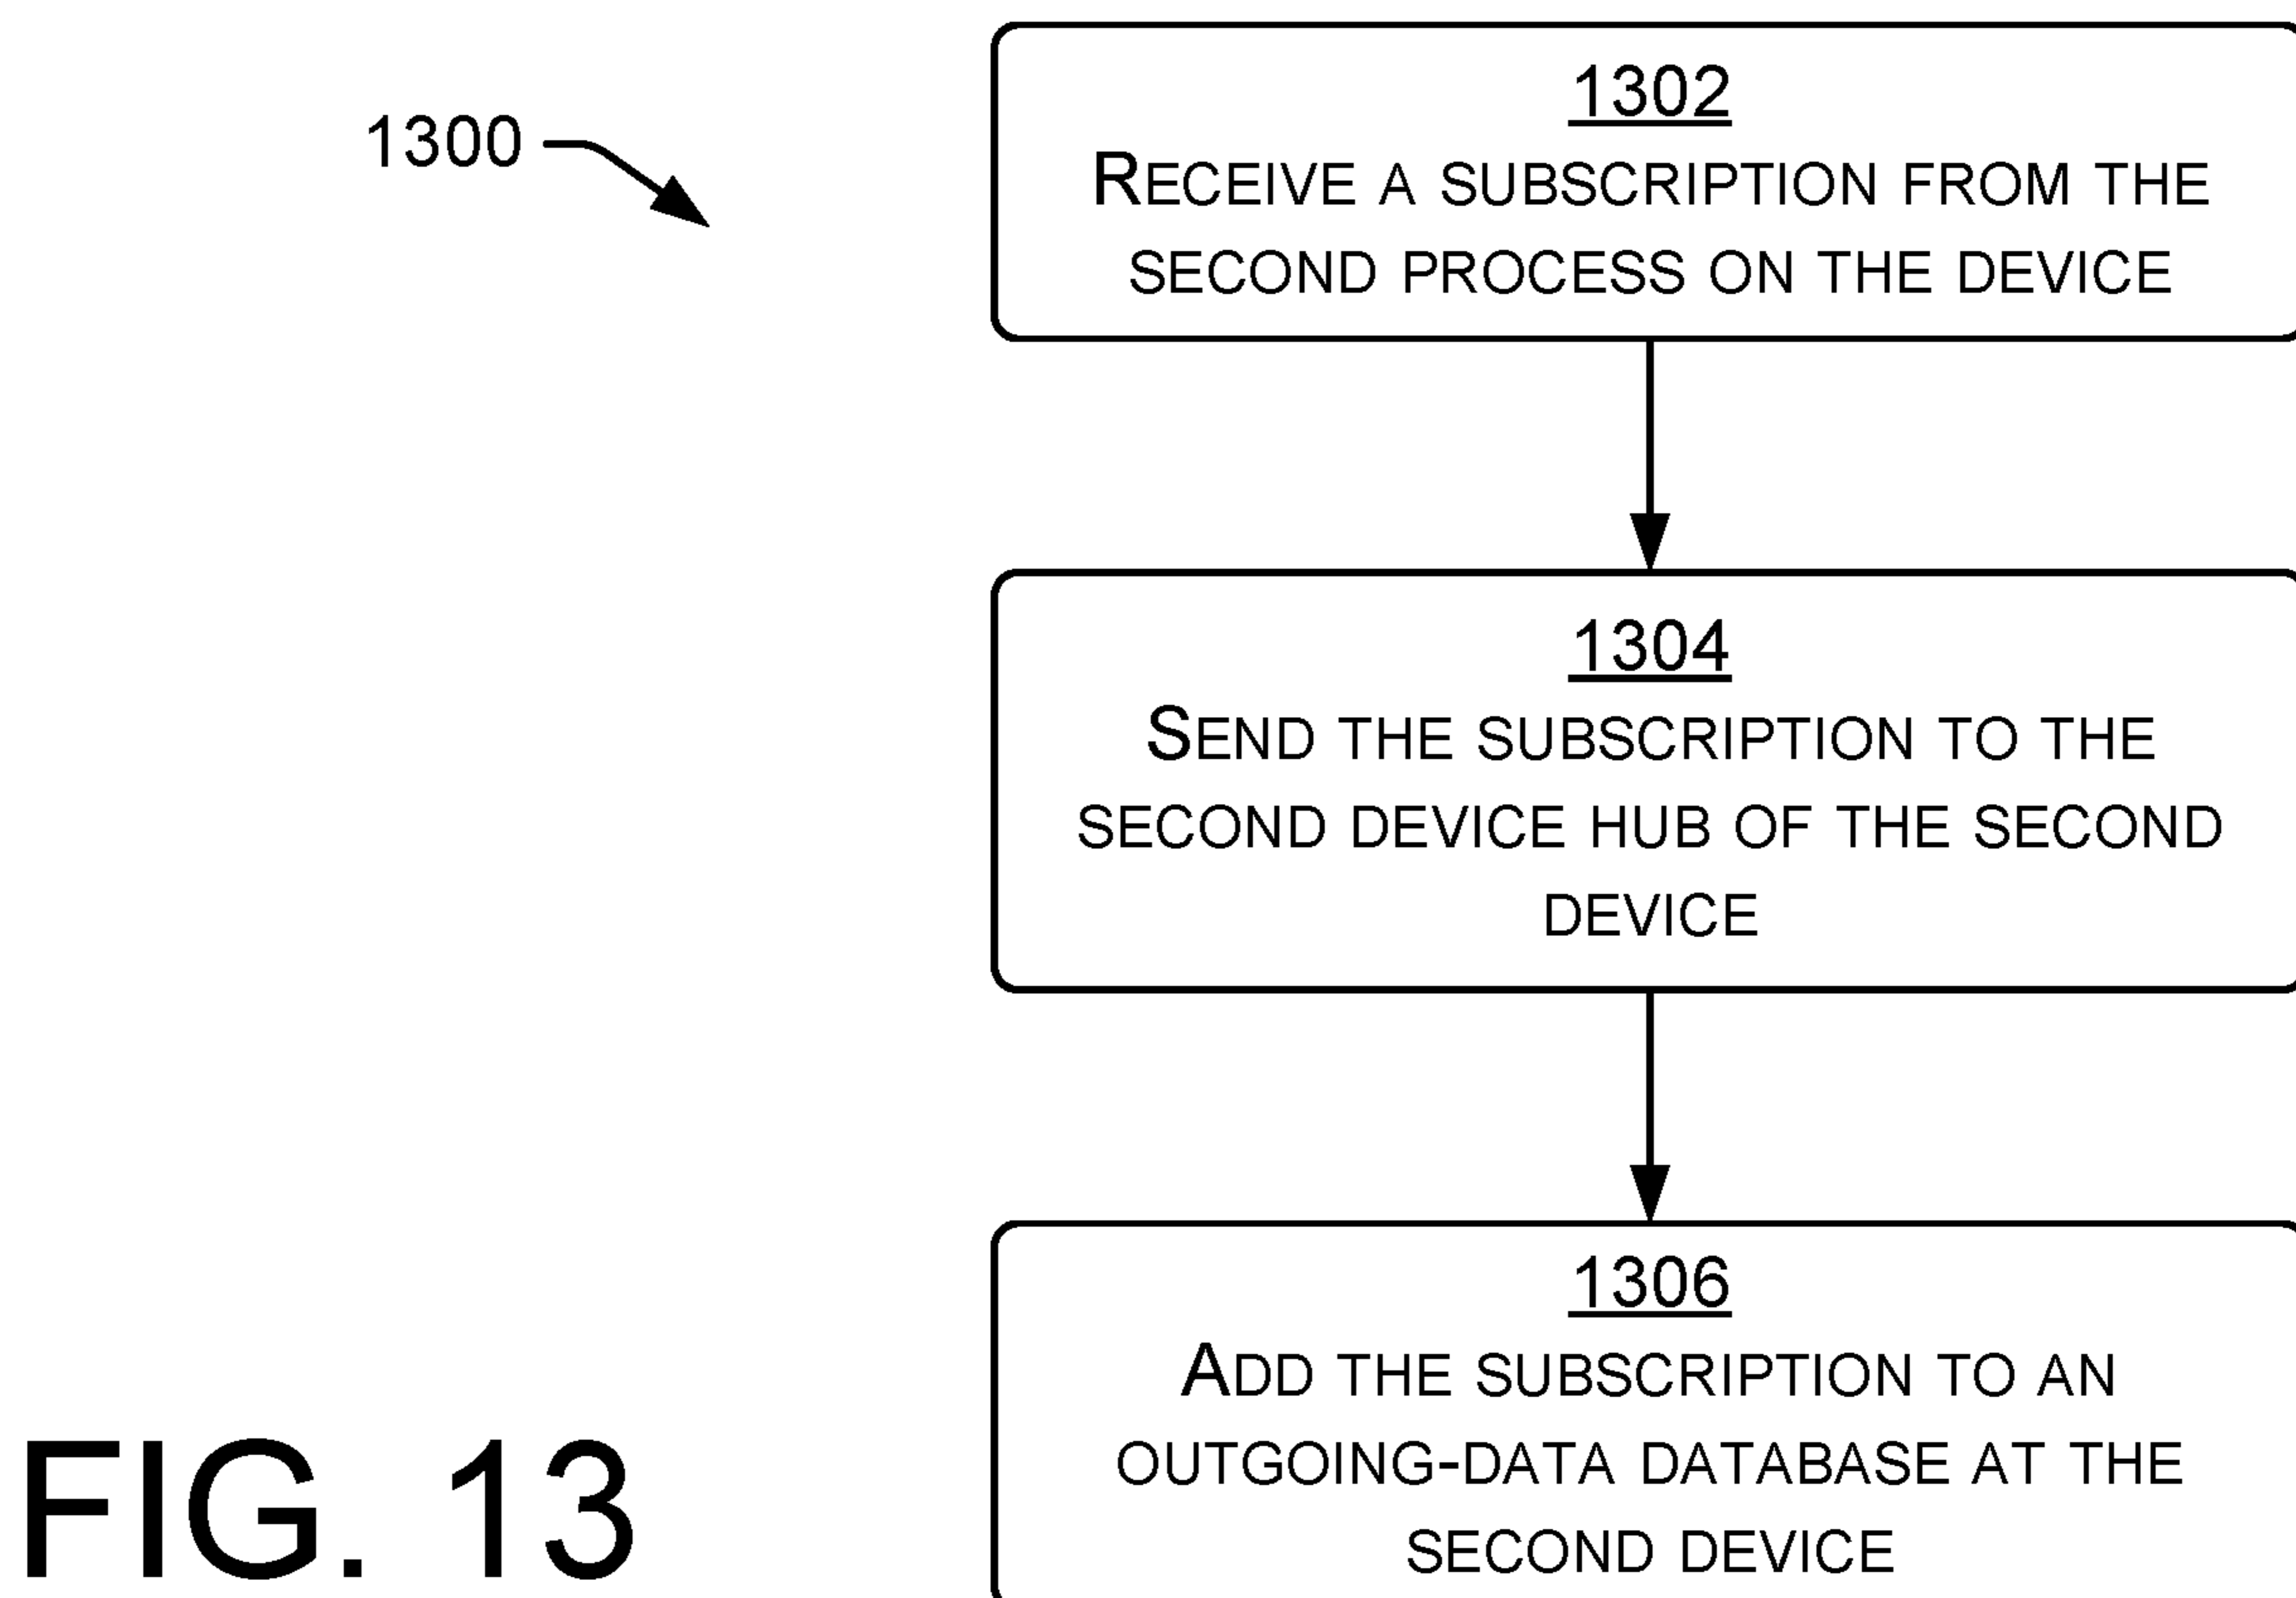 1300
1302
RECEIVE A SUBSCRIPTION FROM THE
SECOND PROCESS ON THE DEVICE
1304
SEND THE SUBSCRIPTION TO THE
SECOND DEVICE HUB OF THE SECOND
DEVICE
1306
ADD THE SUBSCRIPTION TO AN
OUTGOING-DATA DATABASE AT THE
SECOND DEVICE
FIG. 13